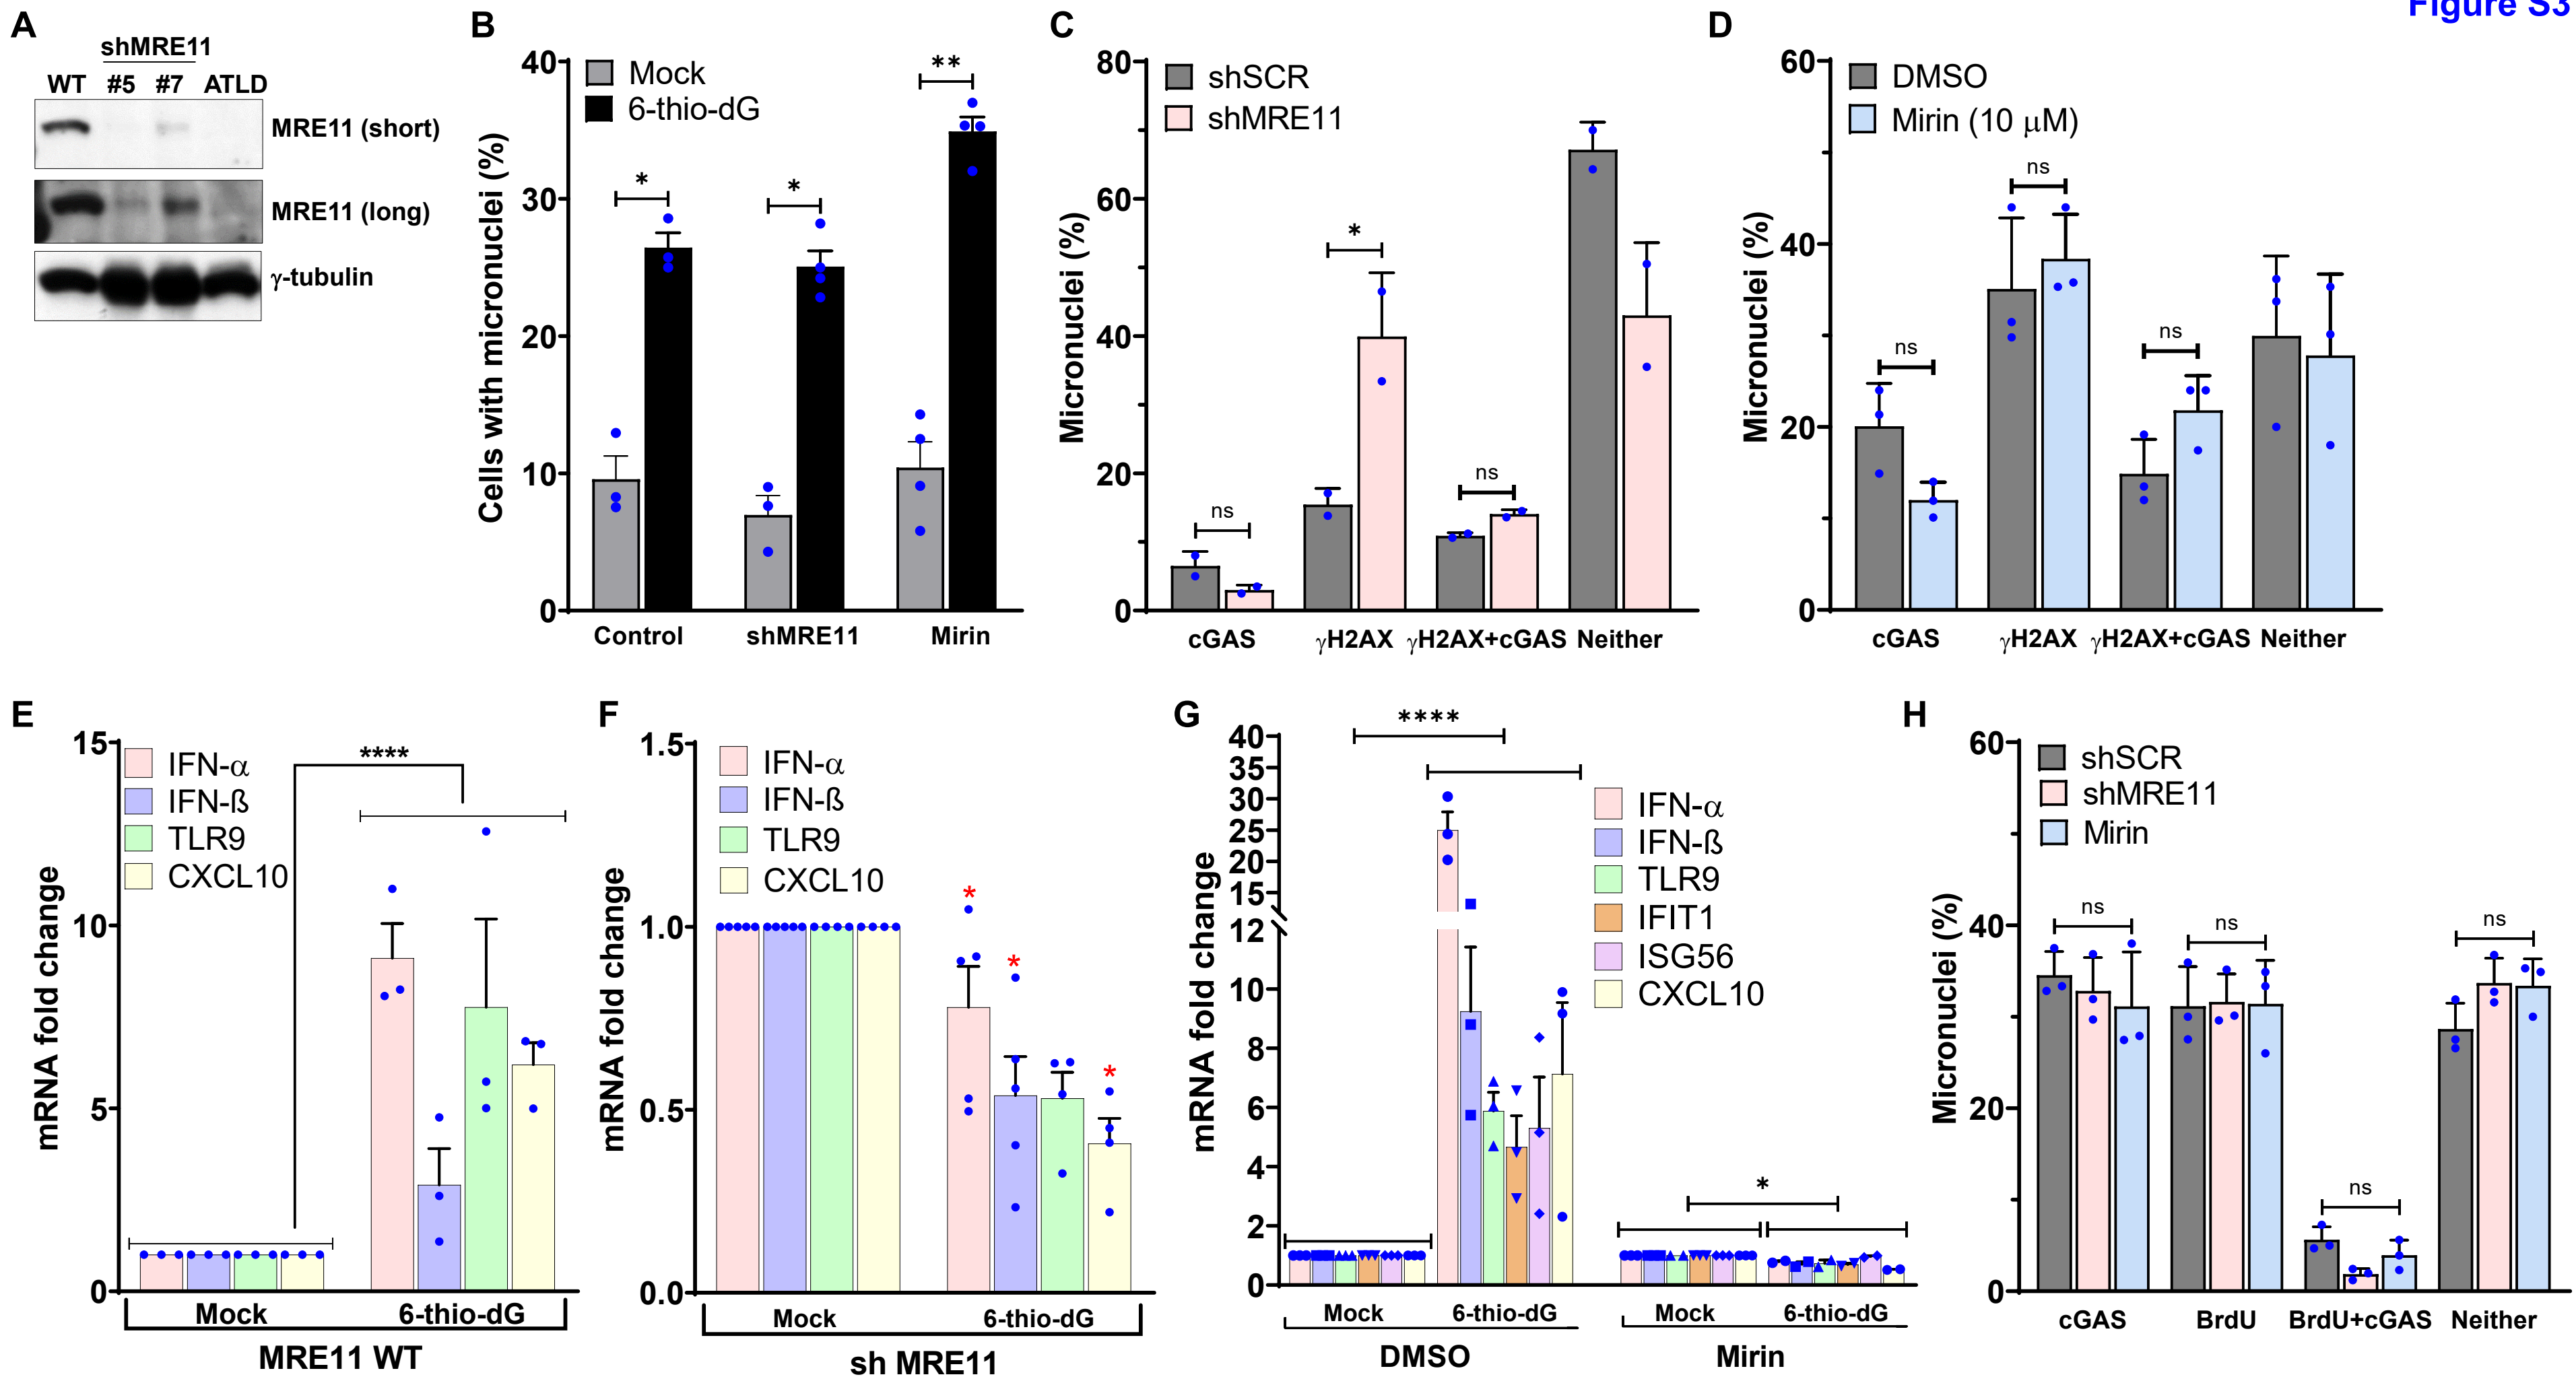 Figure S3
A
shMRE11
WT #5 #7 ATLD
MRE11 (short)
MRE11 (long)
γ-tubulin
B
Cells with micronuclei (%)
40
30
20
10
0
Mock
6-thio-dG
*
*
**
Control shMRE11 Mirin
C
Micronuclei (%)
80
60
40
20
0
shSCR
shMRE11
ns
*
ns
cGAS γH2AX γH2AX+cGAS Neither
D
Micronuclei (%)
60
40
20
0
DMSO
Mirin (10 μM)
ns
ns
ns
cGAS γH2AX γH2AX+cGAS Neither
E
mRNA fold change
15
10
5
0
IFN-α
IFN-ß
TLR9
CXCL10
****
Mock 6-thio-dG
MRE11 WT
F
mRNA fold change
1.5
1.0
0.5
0.0
IFN-α
IFN-ß
TLR9
CXCL10
*
*
*
Mock 6-thio-dG
sh MRE11
G
mRNA fold change
40
35
30
25
20
15
12
10
8
6
4
2
0
****
IFN-α
IFN-ß
TLR9
IFIT1
ISG56
CXCL10
*
Mock 6-thio-dG Mock 6-thio-dG
DMSO Mirin
H
Micronuclei (%)
60
40
20
0
shSCR
shMRE11
Mirin
ns
ns
ns
ns
cGAS BrdU BrdU+cGAS Neither